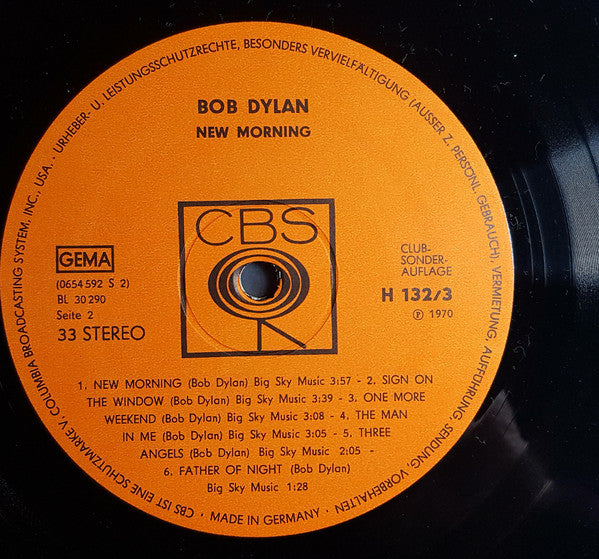 BOB DYLAN
NEW MORNING
CBS
GEMA
(0654 592 S 2)
BL 30 290
Seite 2
33 STEREO
CLUB-
SONDER-
AUFLAGE
H 132/3
Ⓟ 1970
1. NEW MORNING (Bob Dylan) Big Sky Music 3:57 - 2. SIGN ON
THE WINDOW (Bob Dylan) Big Sky Music 3:39 - 3. ONE MORE
WEEKEND (Bob Dylan) Big Sky Music 3:08 - 4. THE MAN
IN ME (Bob Dylan) Big Sky Music 3:05 - 5. THREE
ANGELS (Bob Dylan) Big Sky Music 2:05 -
6. FATHER OF NIGHT (Bob Dylan)
Big Sky Music 1:28
CBS IST EINE SCHUTZMARKE V. COLUMBIA BROADCASTING SYSTEM, INC., USA. · URHEBER- U. LEISTUNGSSCHUTZRECHTE, BESONDERS VERVIELFÄLTIGUNG (AUSSER Z. PERSÖNL. GEBRAUCH), VERMIETUNG, AUFFÜHRUNG, SENDUNG, VORBEHALTEN · MADE IN GERMANY ·